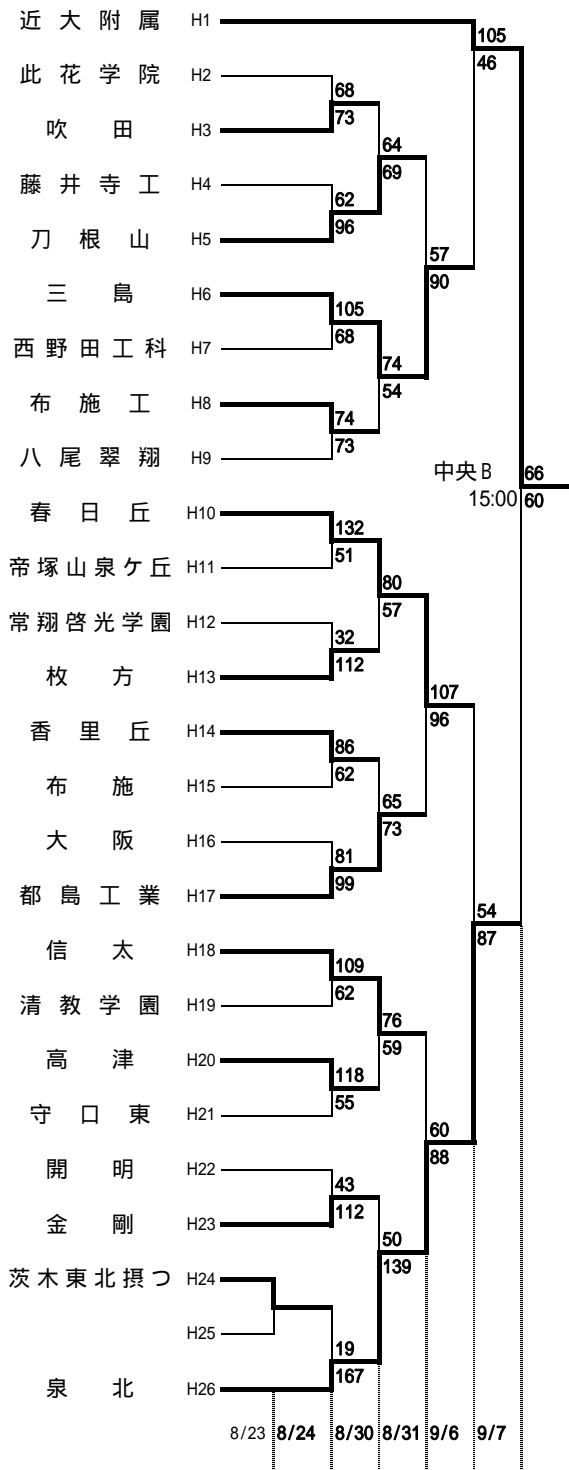 近大附属 H1
105
46
此花学院 H2
68
吹田 H3
73
64
69
藤井寺工 H4
62
刀根山 H5
96
57
90
三島 H6
105
西野田工科 H7
68
74
54
布施工 H8
74
八尾翠翔 H9
73
中央B 66
15:00 60
春日丘 H10
132
帝塚山泉ケ丘 H11
51
80
57
常翔啓光学園 H12
32
枚方 H13
112
107
96
香里丘 H14
86
布施 H15
62
65
73
大阪 H16
81
都島工業 H17
99
54
87
信太 H18
109
清教学園 H19
62
76
59
高津 H20
118
守口東 H21
55
60
88
開明 H22
43
金剛 H23
112
50
139
茨木東北摂つ H24
H25
19
泉北 H26
167
8/23 8/24 8/30 8/31 9/6 9/7